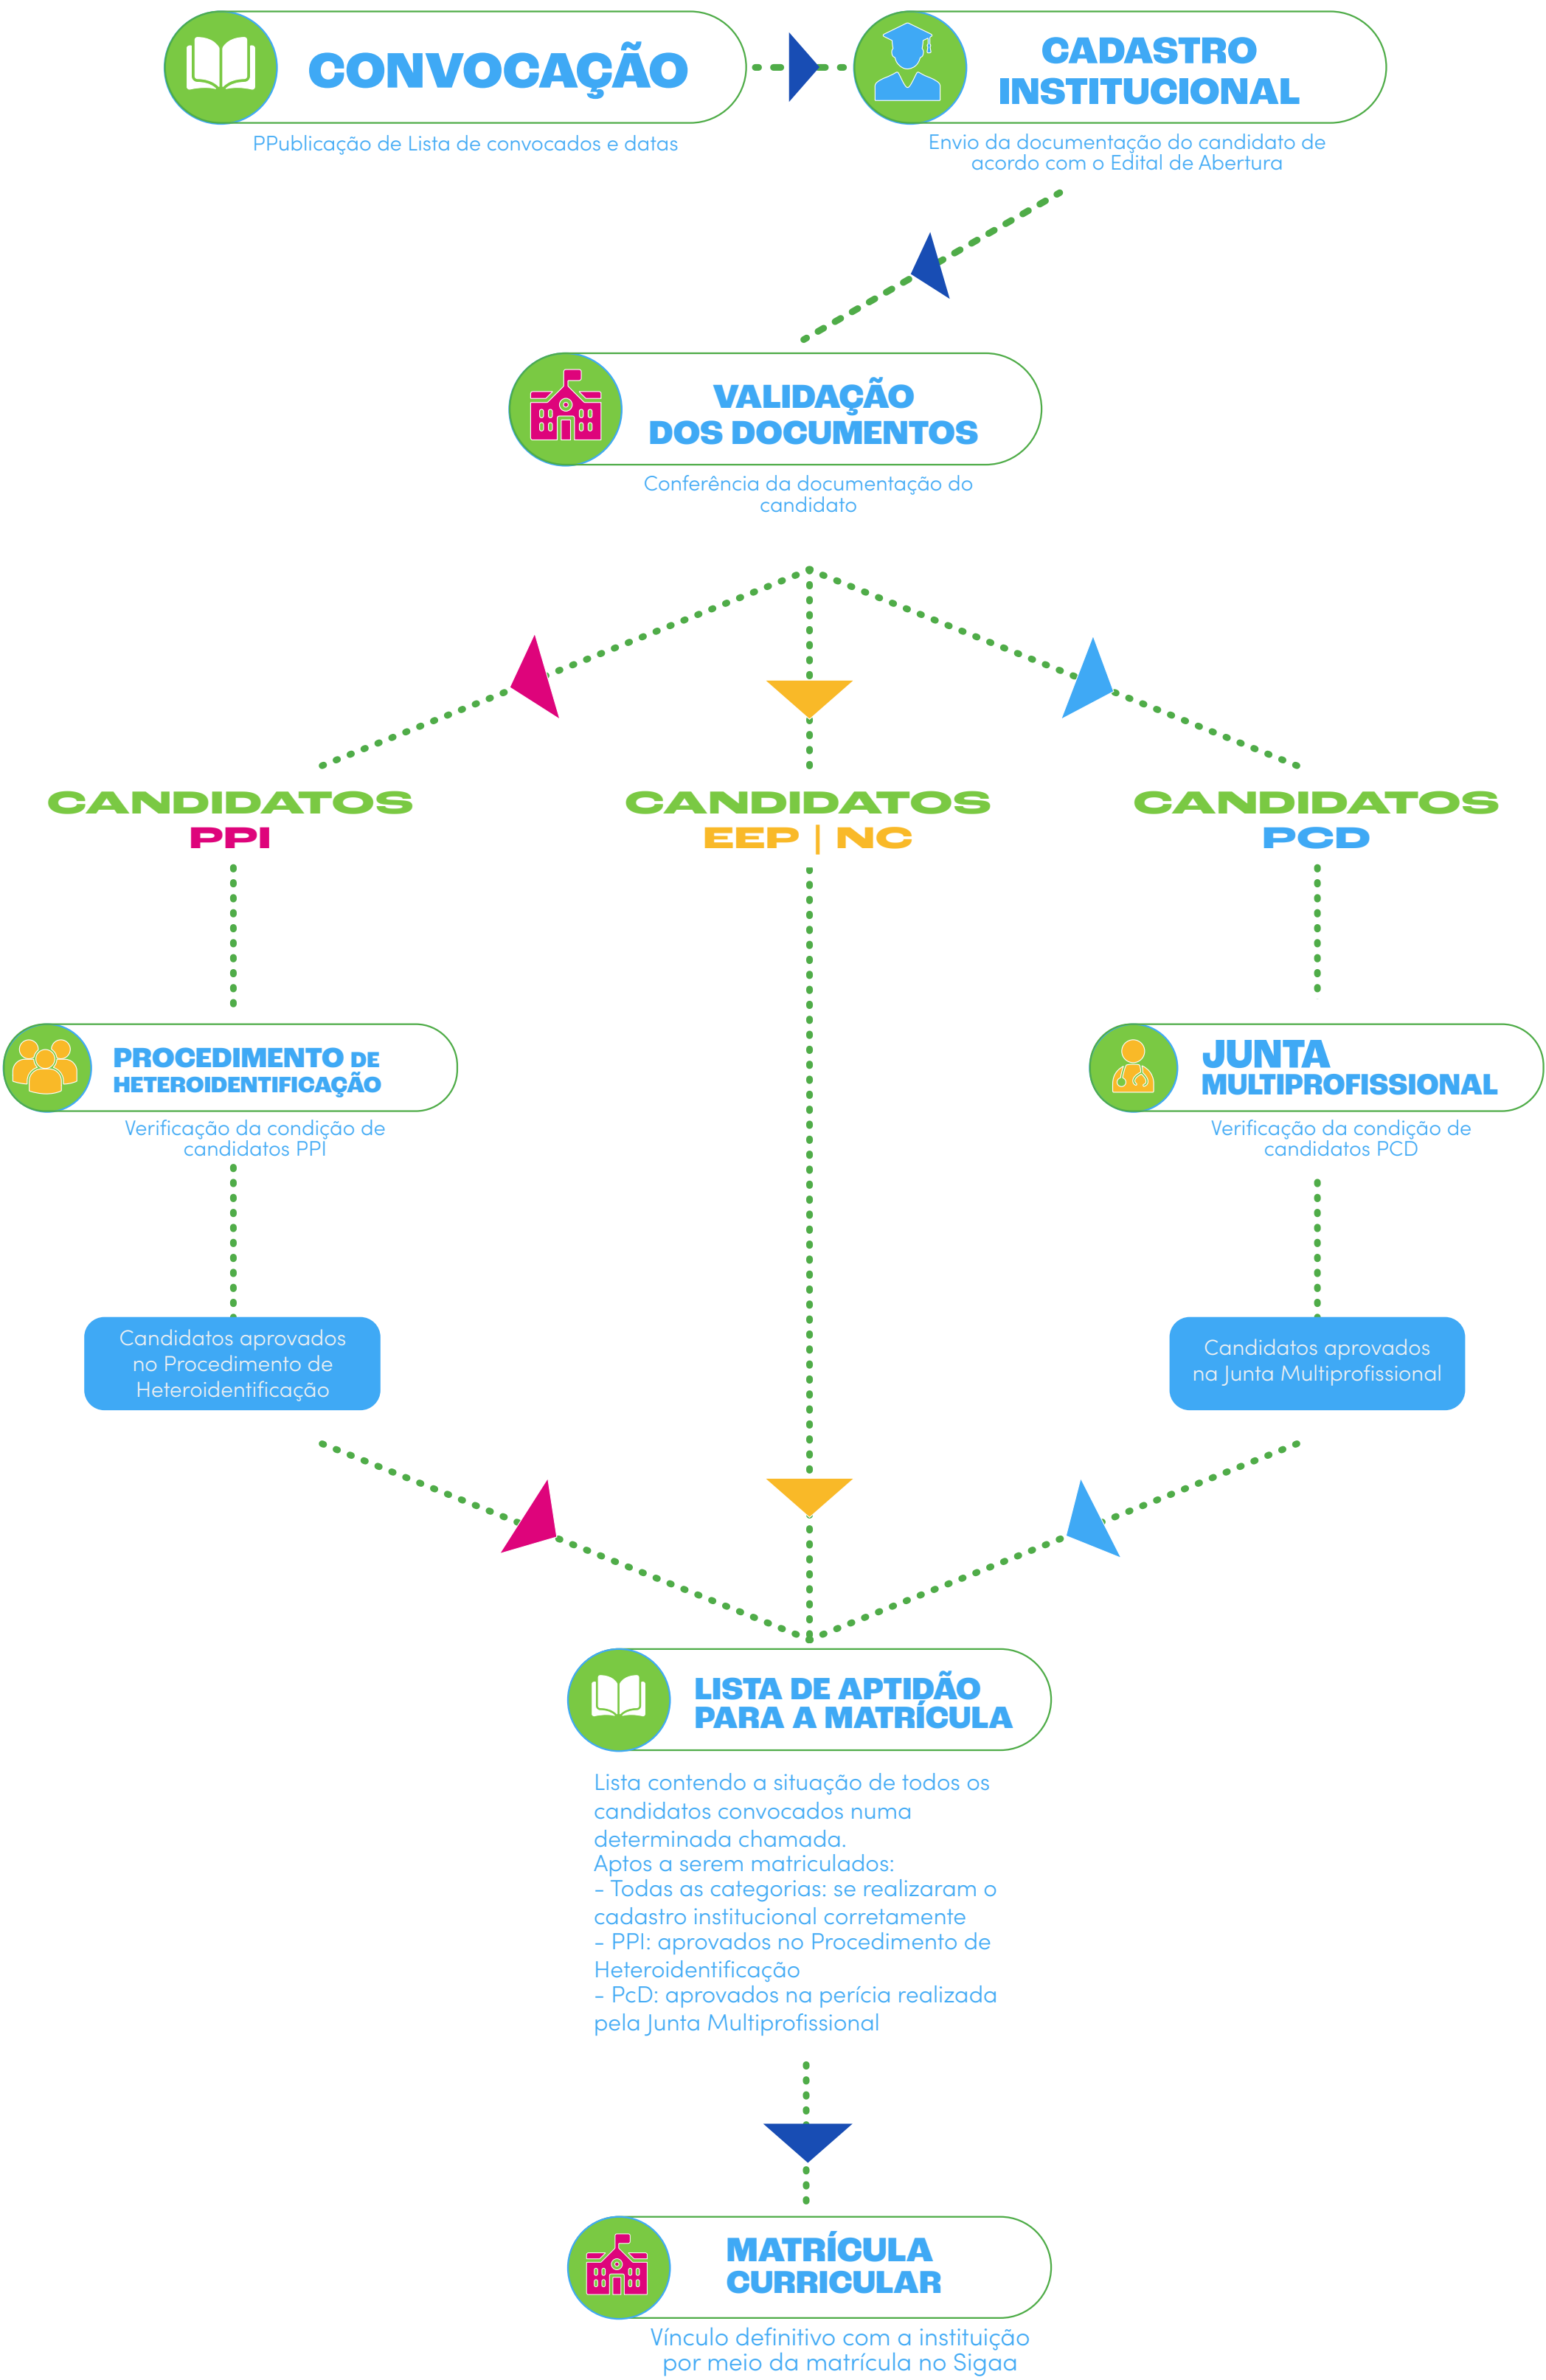 CONVOCAÇÃO
PPublicação de Lista de convocados e datas
CADASTRO
INSTITUCIONAL
Envio da documentação do candidato de
acordo com o Edital de Abertura
VALIDAÇÃO
DOS DOCUMENTOS
Conferência da documentação do
candidato
CANDIDATOS
PPI
CANDIDATOS
EEP | NC
CANDIDATOS
PCD
PROCEDIMENTO DE
HETEROIDENTIFICAÇÃO
Verificação da condição de
candidatos PPI
JUNTA
MULTIPROFISSIONAL
Verificação da condição de
candidatos PCD
Candidatos aprovados
no Procedimento de
Heteroidentificação
Candidatos aprovados
na Junta Multiprofissional
LISTA DE APTIDÃO
PARA A MATRÍCULA
Lista contendo a situação de todos os
candidatos convocados numa
determinada chamada.
Aptos a serem matriculados:
- Todas as categorias: se realizaram o
cadastro institucional corretamente
- PPI: aprovados no Procedimento de
Heteroidentificação
- PcD: aprovados na perícia realizada
pela Junta Multiprofissional
MATRÍCULA
CURRICULAR
Vínculo definitivo com a instituição
por meio da matrícula no Sigaa